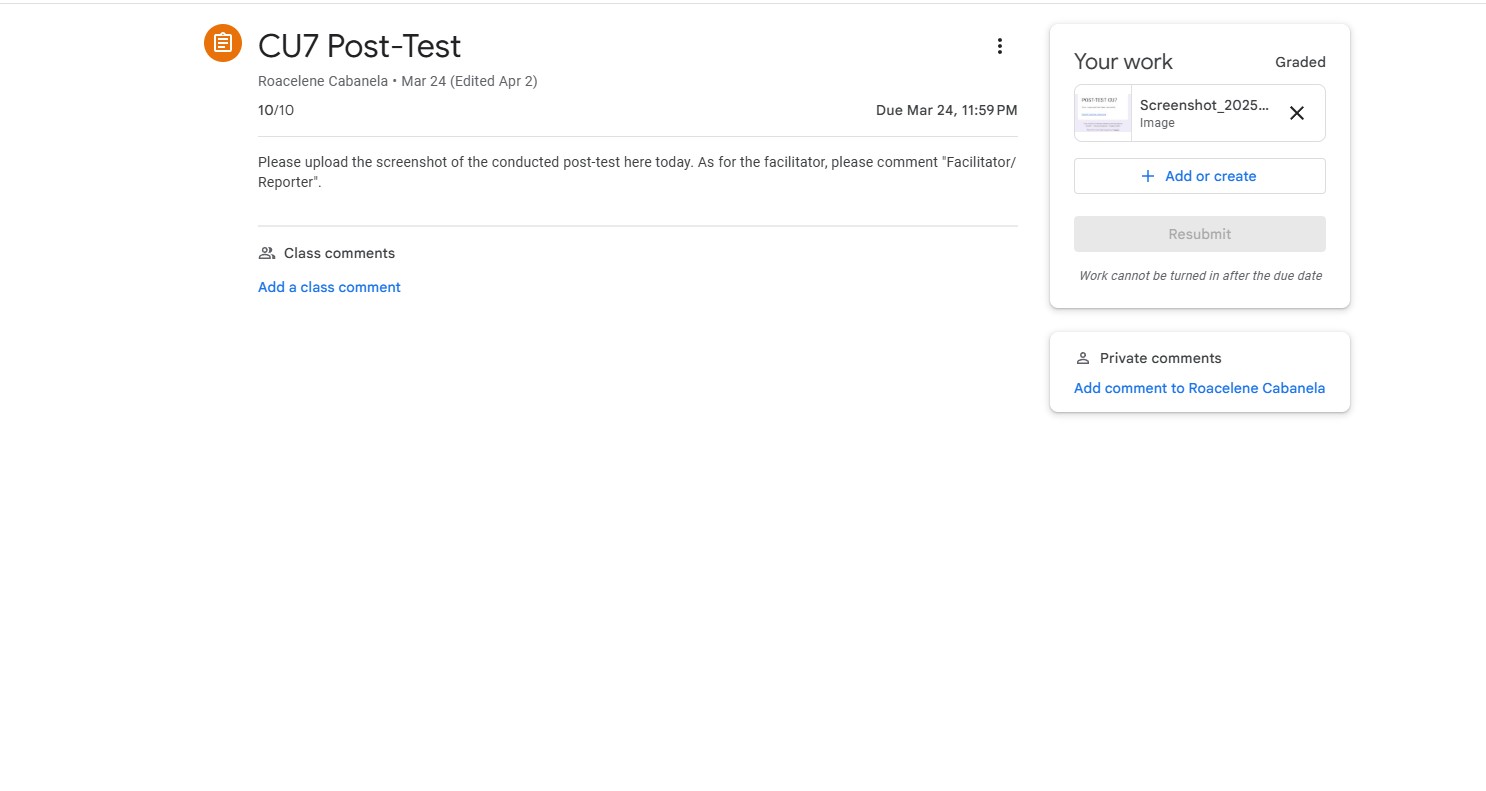 CU7 Post-Test
Roacelene Cabanela • Mar 24 (Edited Apr 2)
10/10
Due Mar 24, 11:59 PM
Please upload the screenshot of the conducted post-test here today. As for the facilitator, please comment "Facilitator/
Reporter".
Class comments
Add a class comment
Your work
Graded
POST-TEST CU7
Screenshot_2025...
Image
Add or create
Resubmit
Work cannot be turned in after the due date
Private comments
Add comment to Roacelene Cabanela